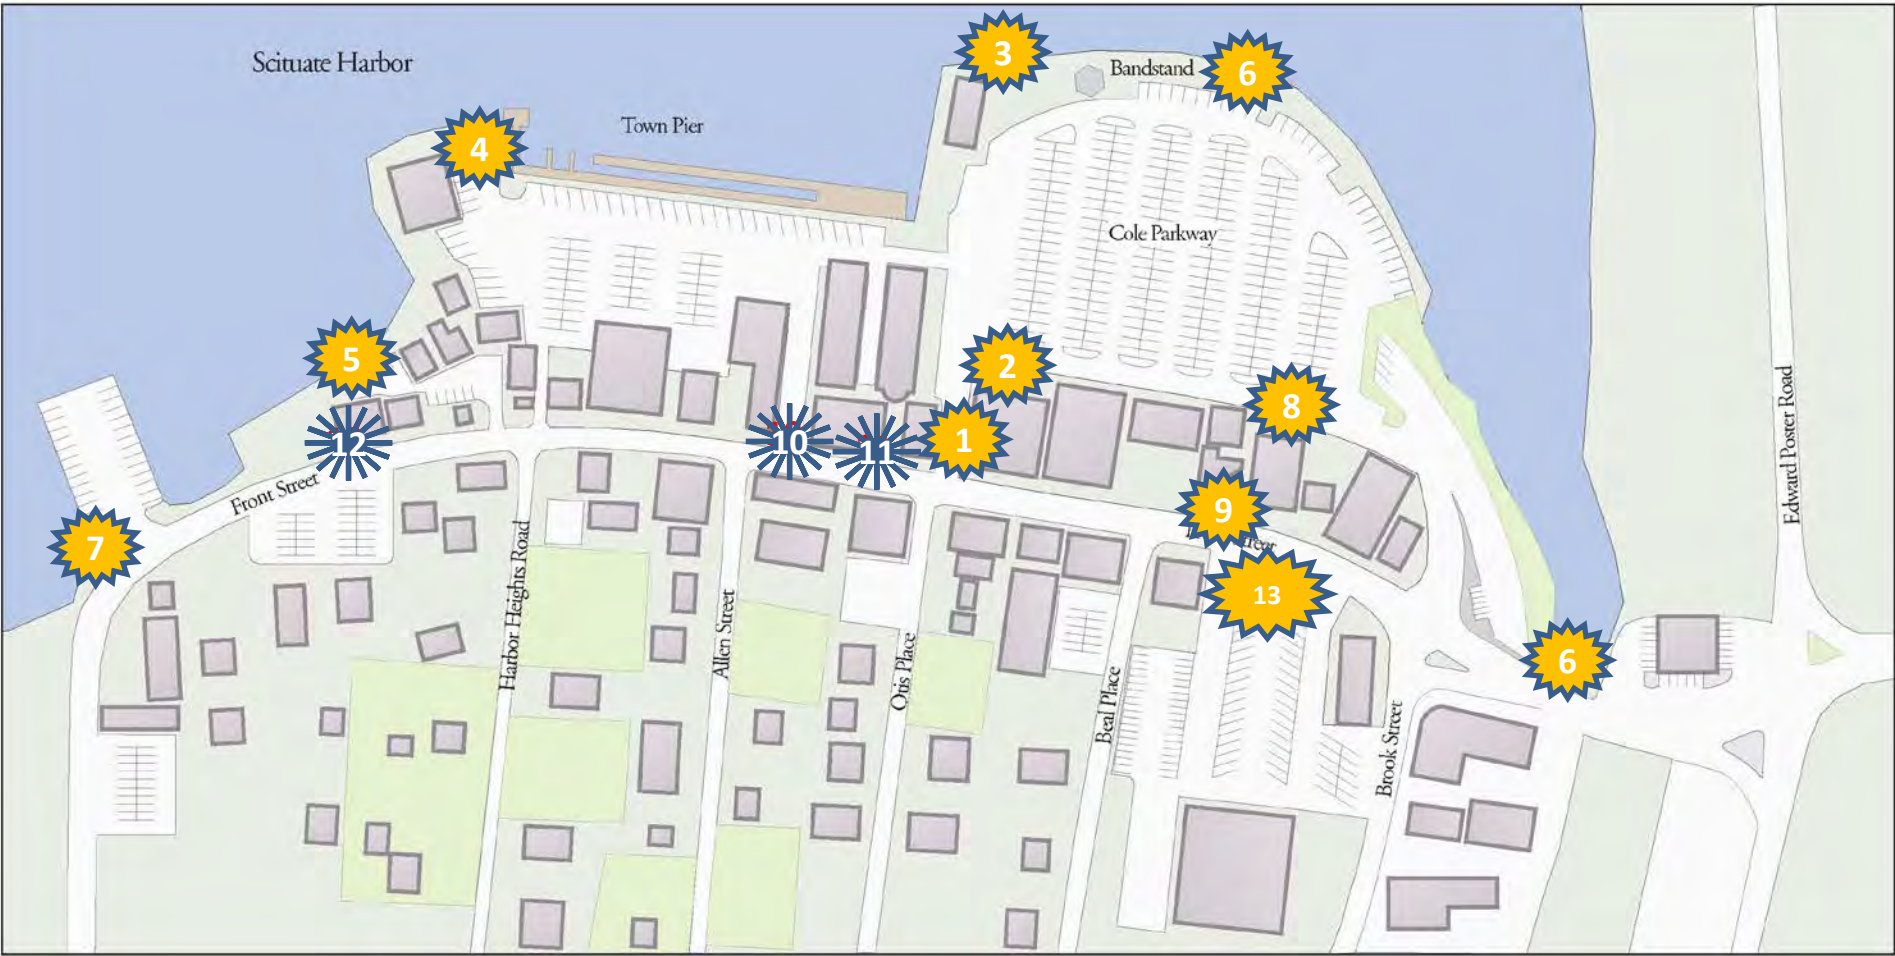 Scituate Harbor
3
Bandstand
6
Town Pier
4
Cole Parkway
5
2
8
12
10
11
1
Front Street
9
7
13
Edward Foster Road
Harbor Heights Road
Allen Street
Otis Place
Beal Place
Brook Street
6